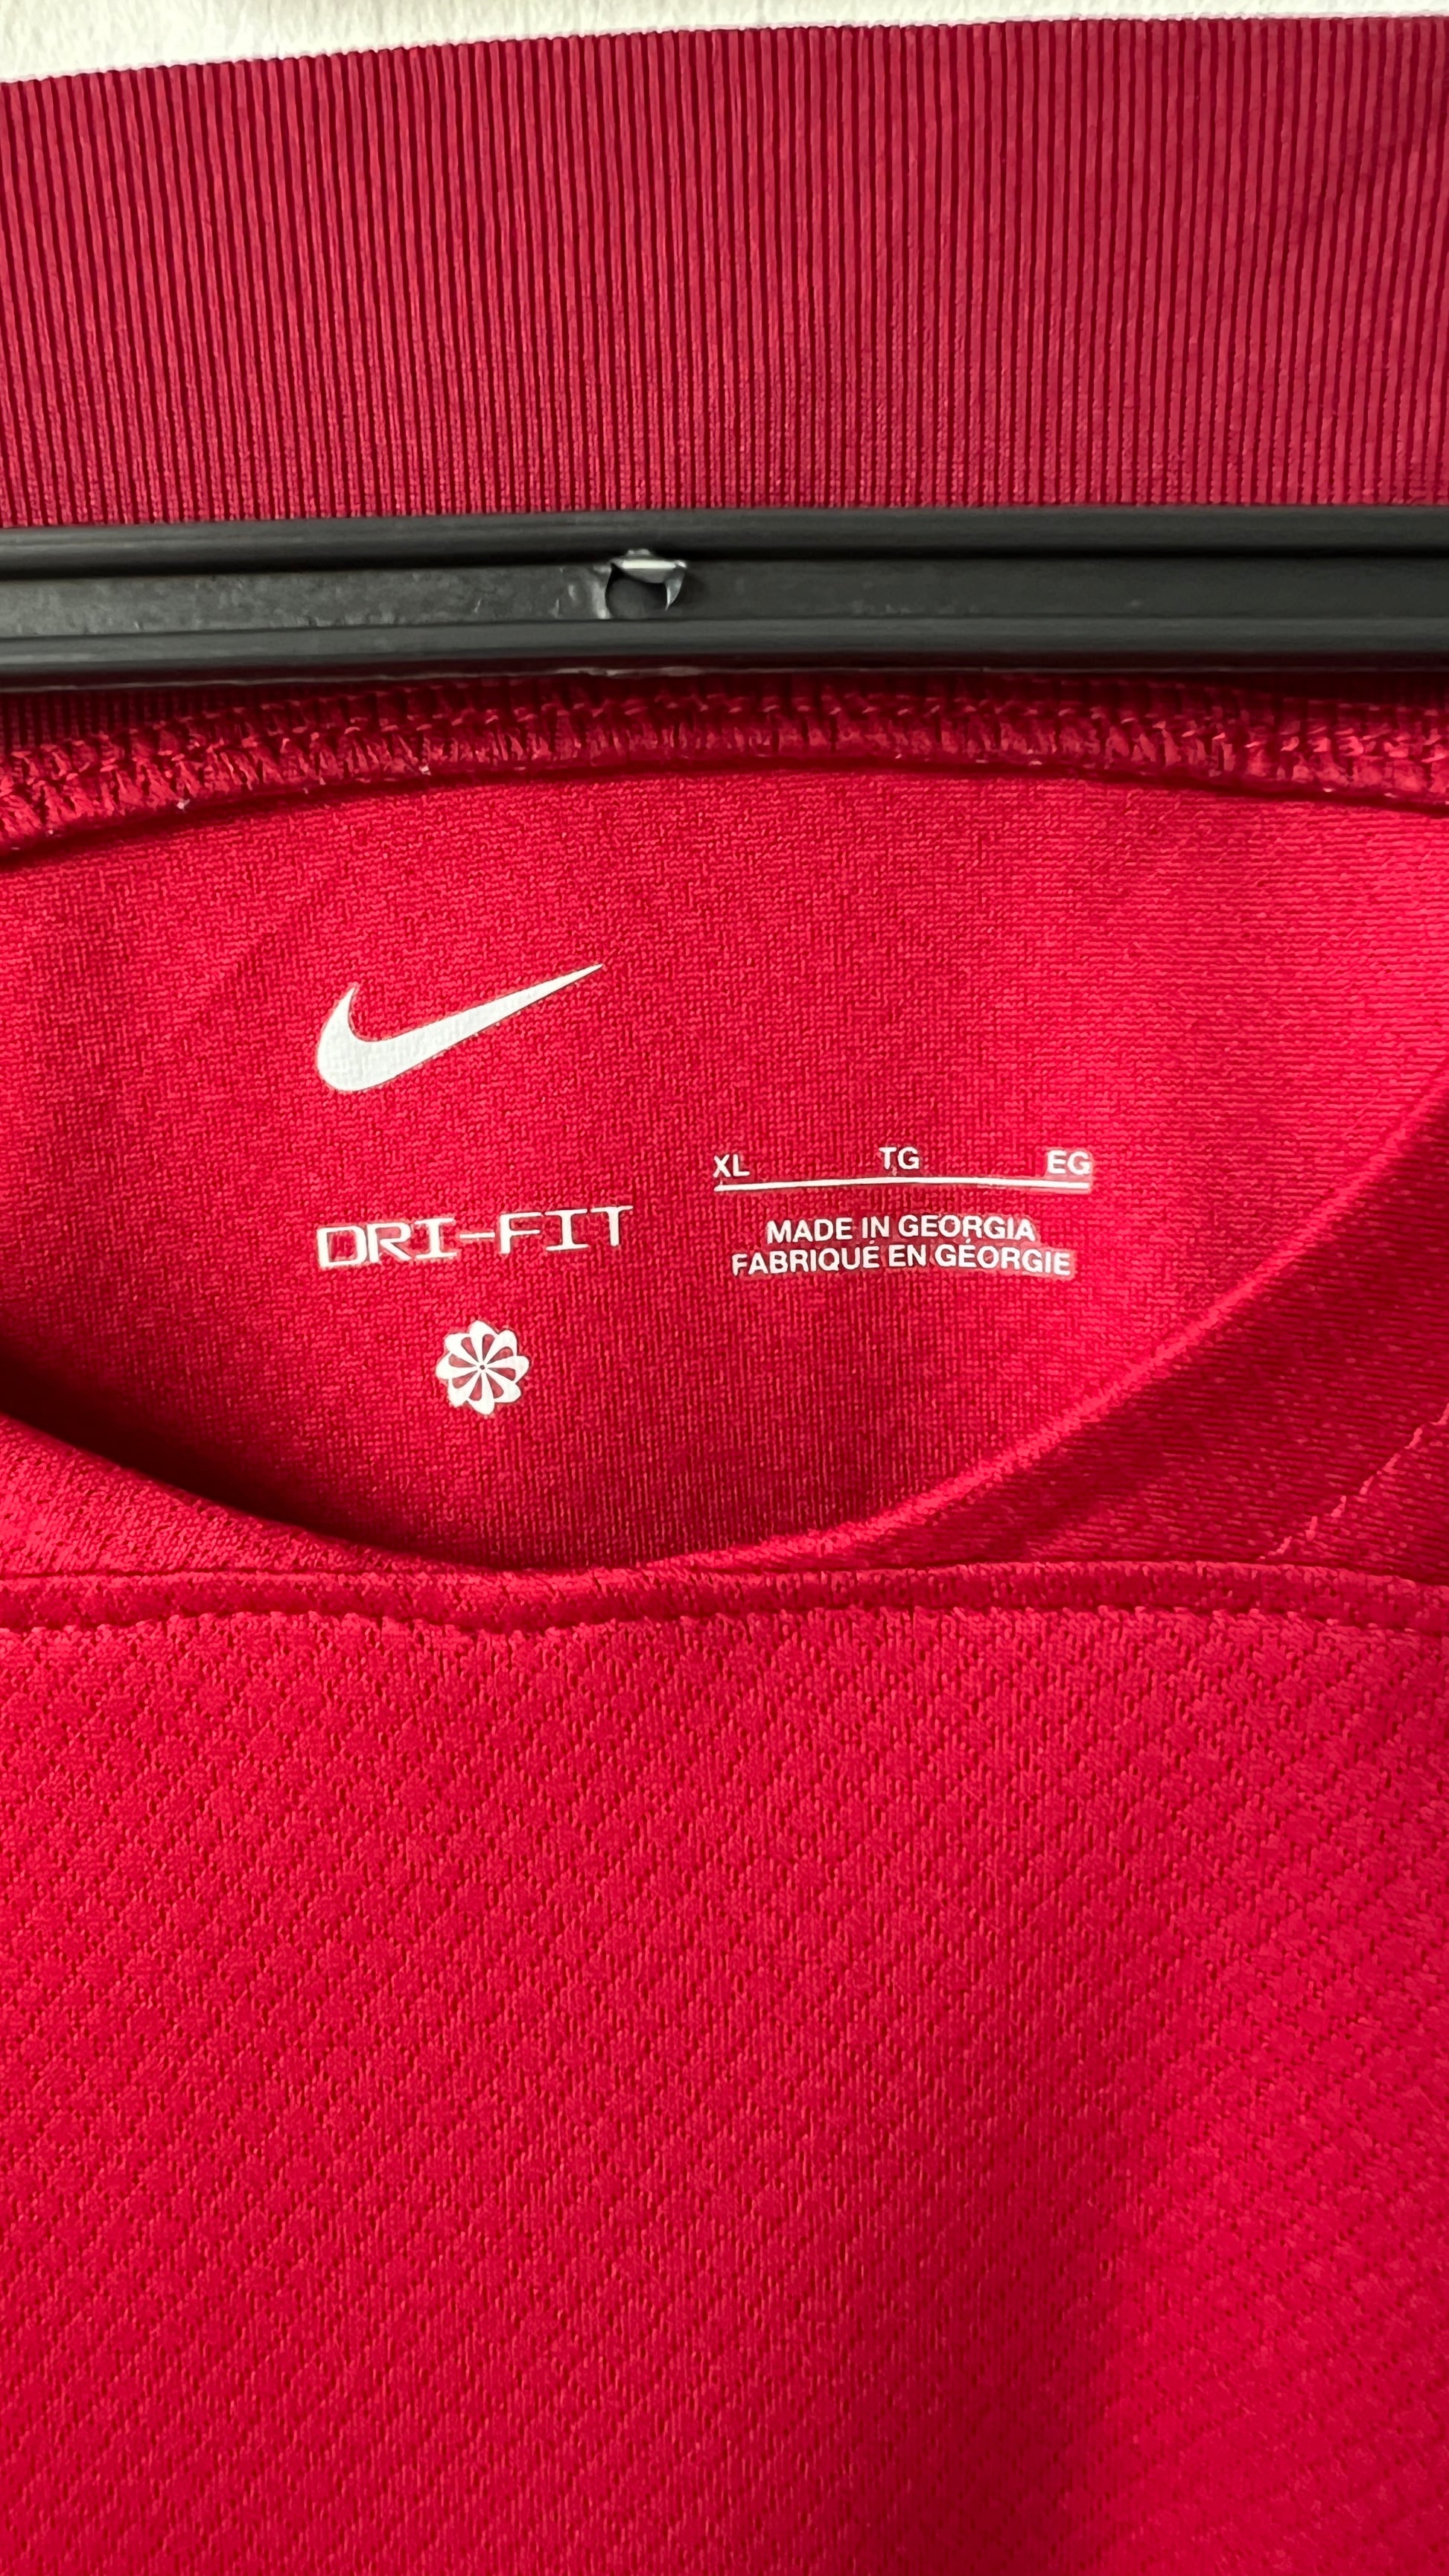 XL TG EG
DRI-FIT
MADE IN GEORGIA
FABRIQUÉ EN GÉORGIE